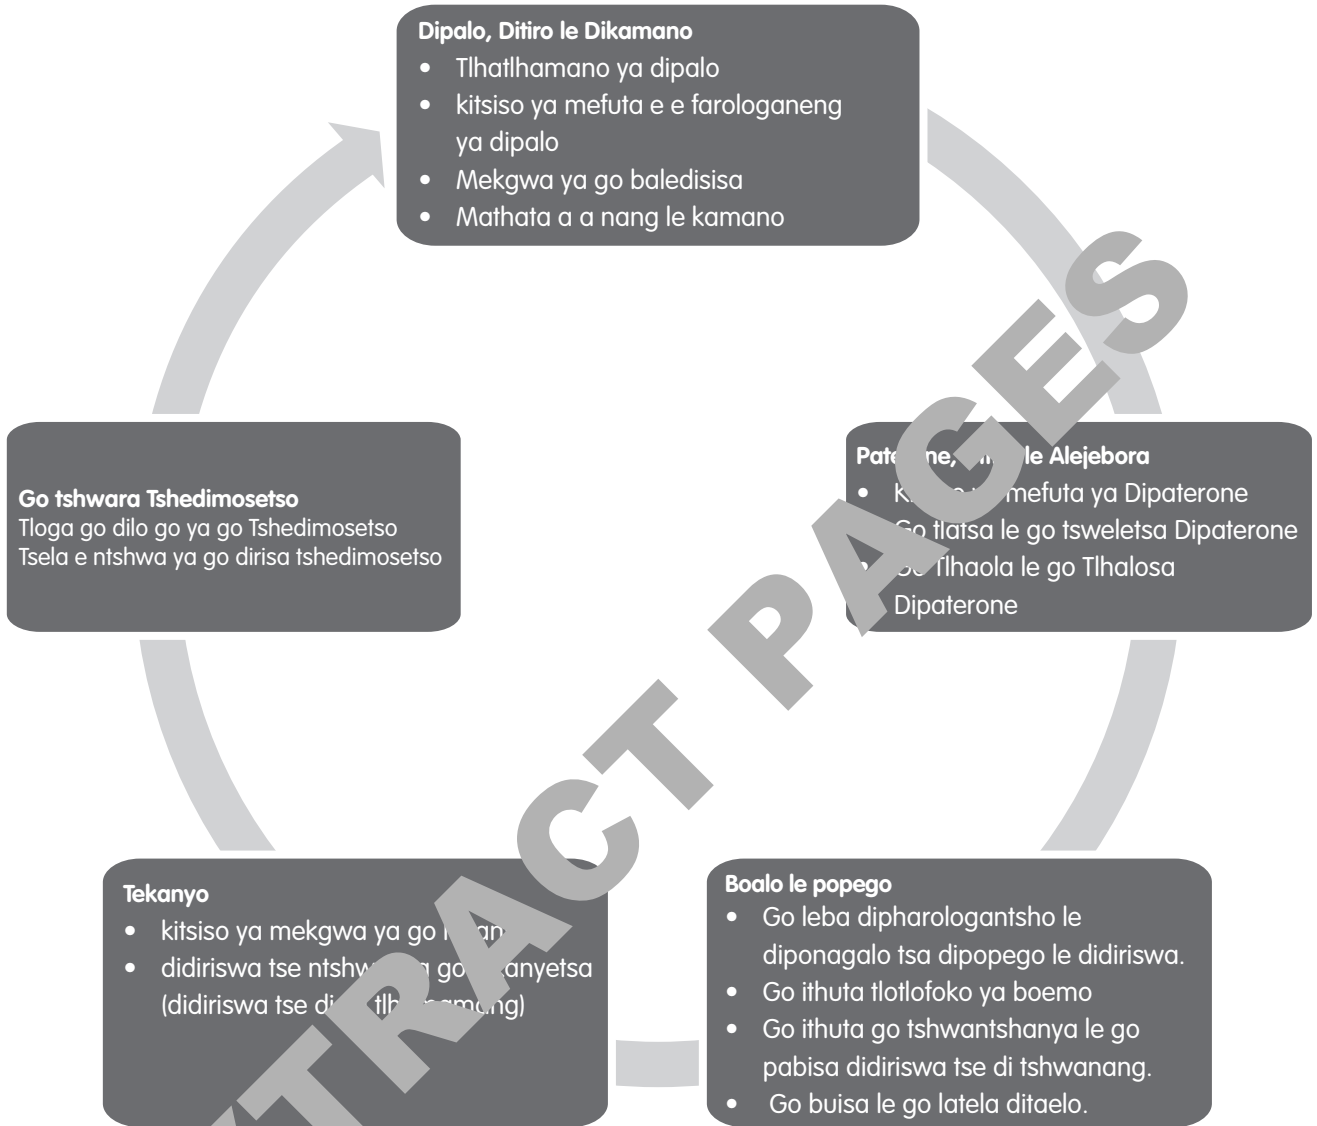 Dipalo, Ditiro le Dikamano
• Tlhatlhamano ya dipalo
• kitsiso ya mefuta e e farologaneng
ya dipalo
• Mekgwa ya go baledisisa
• Mathata a a nang le kamano
Go tshwara Tshedimosetso
Tloga go dilo go ya go Tshedimosetso
Tsela e ntshwa ya go dirisa tshedimosetso
le Alejebora
• mefuta ya Dipaterone
Go tlatsa le go tsweletsa Dipaterone
• Go Tlhaola le go Tlhalosa
Dipaterone
Tekanyo
• kitsiso ya mekgwa ya go
• didiriswa tse
(didiriswa tse
Boalo le popego
• Go leba dipharologantsho le
diponagalo tsa dipopego le didiriswa.
• Go ithuta tlotlofoko ya boemo
• Go ithuta go tshwantshanya le go
pabisa didiriswa tse di tshwanang.
• Go buisa le go latela ditaelo.
XTRACT PAGES